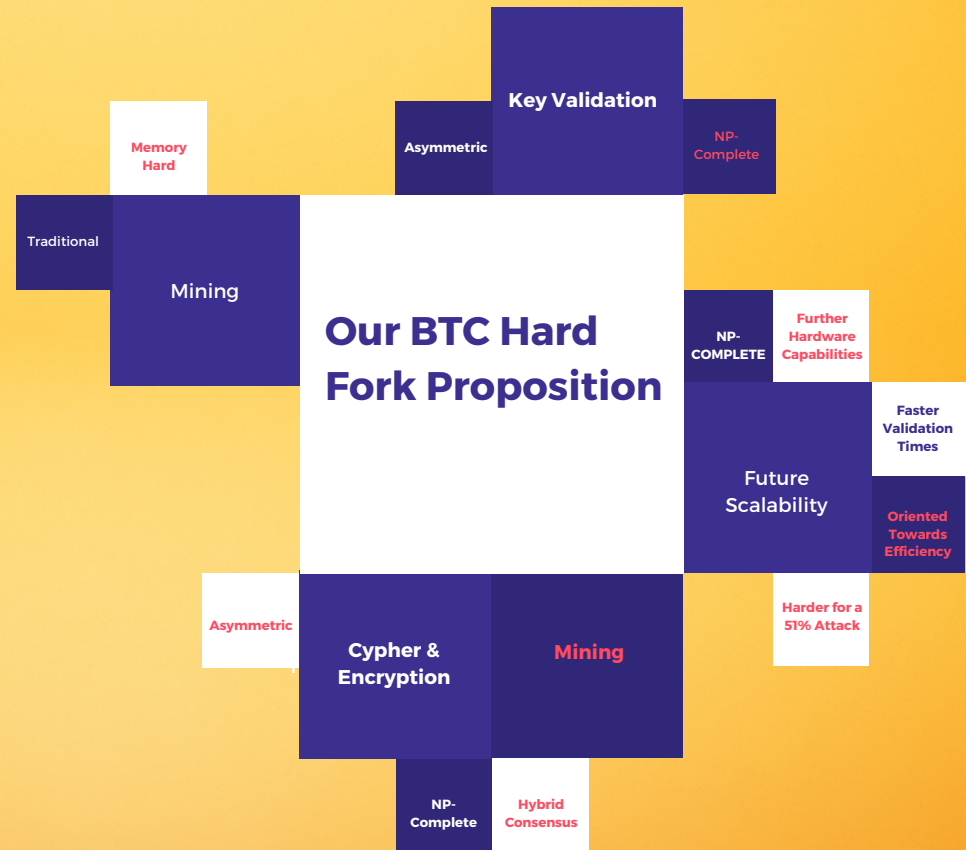 Key Validation
Asymmetric
NP-
Complete
Memory
Hard
Traditional
Mining
Our BTC Hard
Fork Proposition
NP-
COMPLETE
Further
Hardware
Capabilities
Faster
Validation
Times
Future
Scalability
Oriented
Towards
Efficiency
Harder for a
51% Attack
Asymmetric
Cypher &
Encryption
Mining
NP-
Complete
Hybrid
Consensus